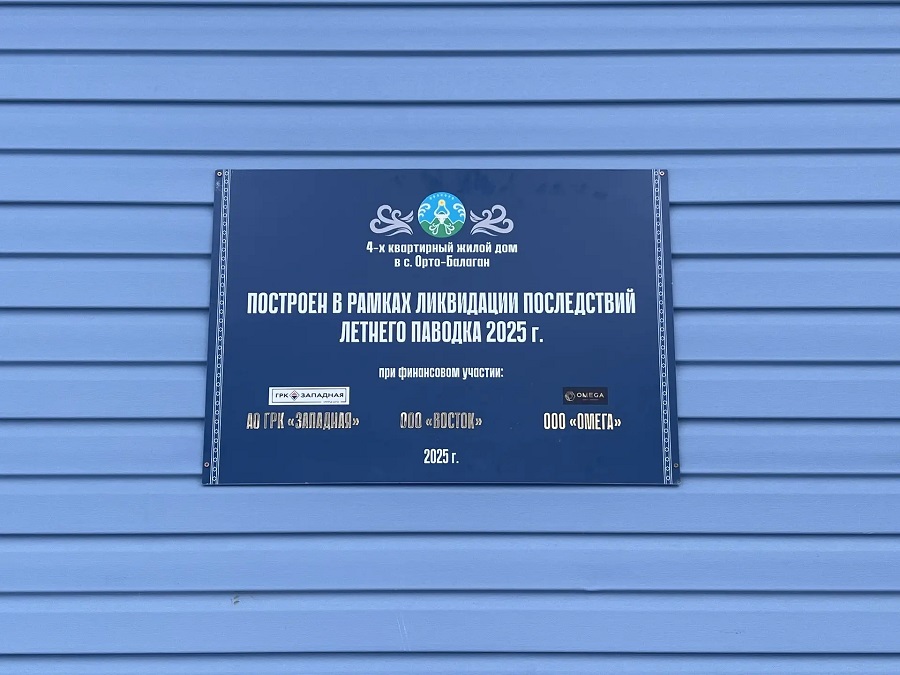 4-х квартирный жилой дом
в с. Орто-Балаган
ПОСТРОЕН В РАМКАХ ЛИКВИДАЦИИ ПОСЛЕДСТВИЙ
ЛЕТНЕГО ПАВОДКА 2025 г.
при финансовом участии:
ГРК ЗАПАДНАЯ
OMEGA
АО ГРК «ЗАПАДНАЯ» ООО «ВОСТОК» ООО «ОМЕГА»
2025 г.